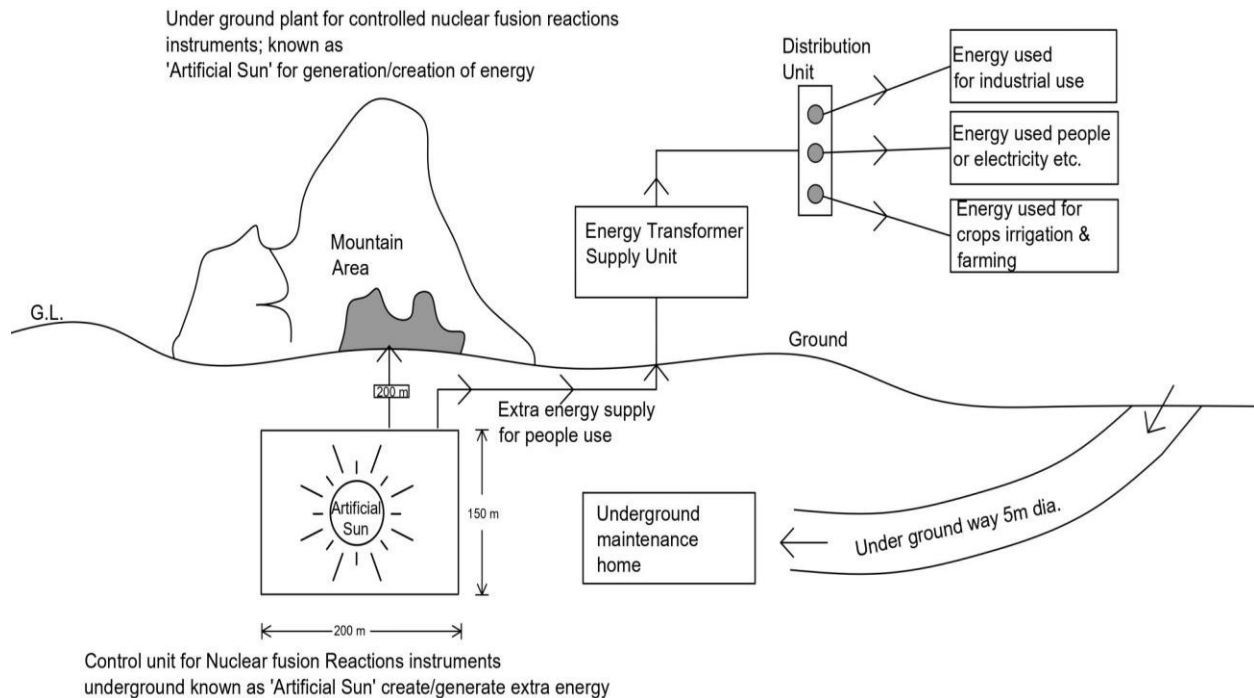 Under ground plant for controlled nuclear fusion reactions
instruments; known as
'Artificial Sun' for generation/creation of energy
Distribution
Unit
Energy used
for industrial use
Energy used people
or electricity etc.
Energy used for
crops irrigation &
farming
Energy Transformer
Supply Unit
Mountain
Area
G.L.
Ground
200 m
Extra energy supply
for people use
Artificial
Sun
150 m
Underground
maintenance
home
Under ground way 5m dia.
200 m
Control unit for Nuclear fusion Reactions instruments
underground known as 'Artificial Sun' create/generate extra energy